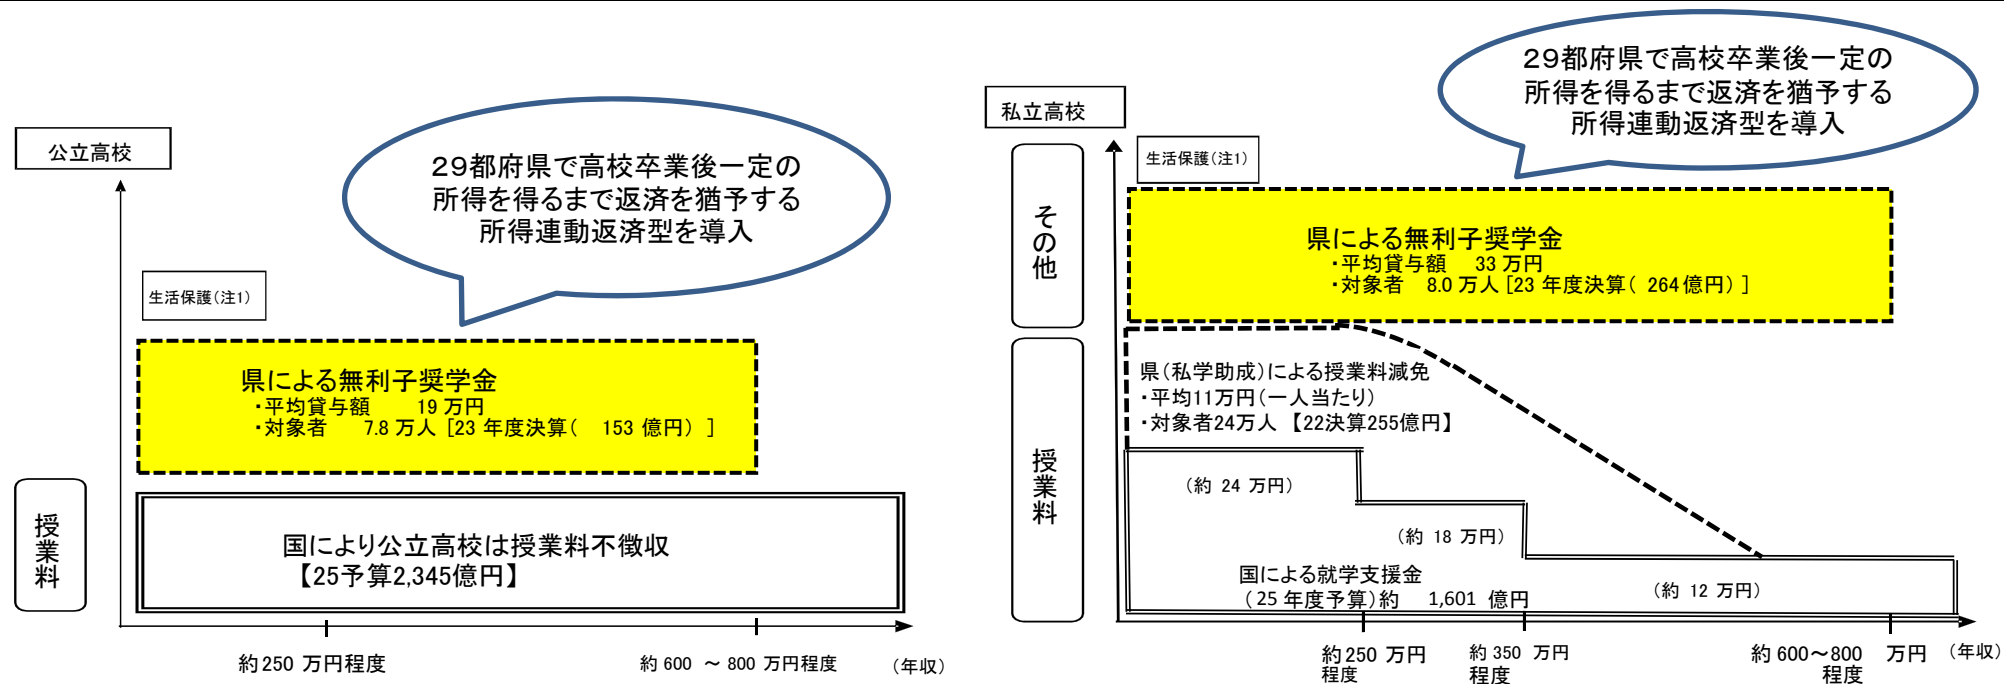 公立高校
29都府県で高校卒業後一定の
所得を得るまで返済を猶予する
所得連動返済型を導入
生活保護(注1)
県による無利子奨学金
・平均貸与額 19 万円
・対象者 7.8 万人 [23 年度決算( 153 億円) ]
授業料
国により公立高校は授業料不徴収
【25予算2,345億円】
約250 万円程度
約 600 ～ 800 万円程度
(年収)
私立高校
29都府県で高校卒業後一定の
所得を得るまで返済を猶予する
所得連動返済型を導入
生活保護(注1)
その他
県による無利子奨学金
・平均貸与額 33 万円
・対象者 8.0 万人 [23 年度決算( 264億円) ]
授業料
県(私学助成)による授業料減免
・平均11万円(一人当たり)
・対象者24万人 【22決算255億円】
(約 24 万円)
(約 18 万円)
国による就学支援金
(25 年度予算)約 1,601 億円
(約 12 万円)
約250 万円
程度
約 350 万円
程度
約 600～800 万円
程度
(年収)